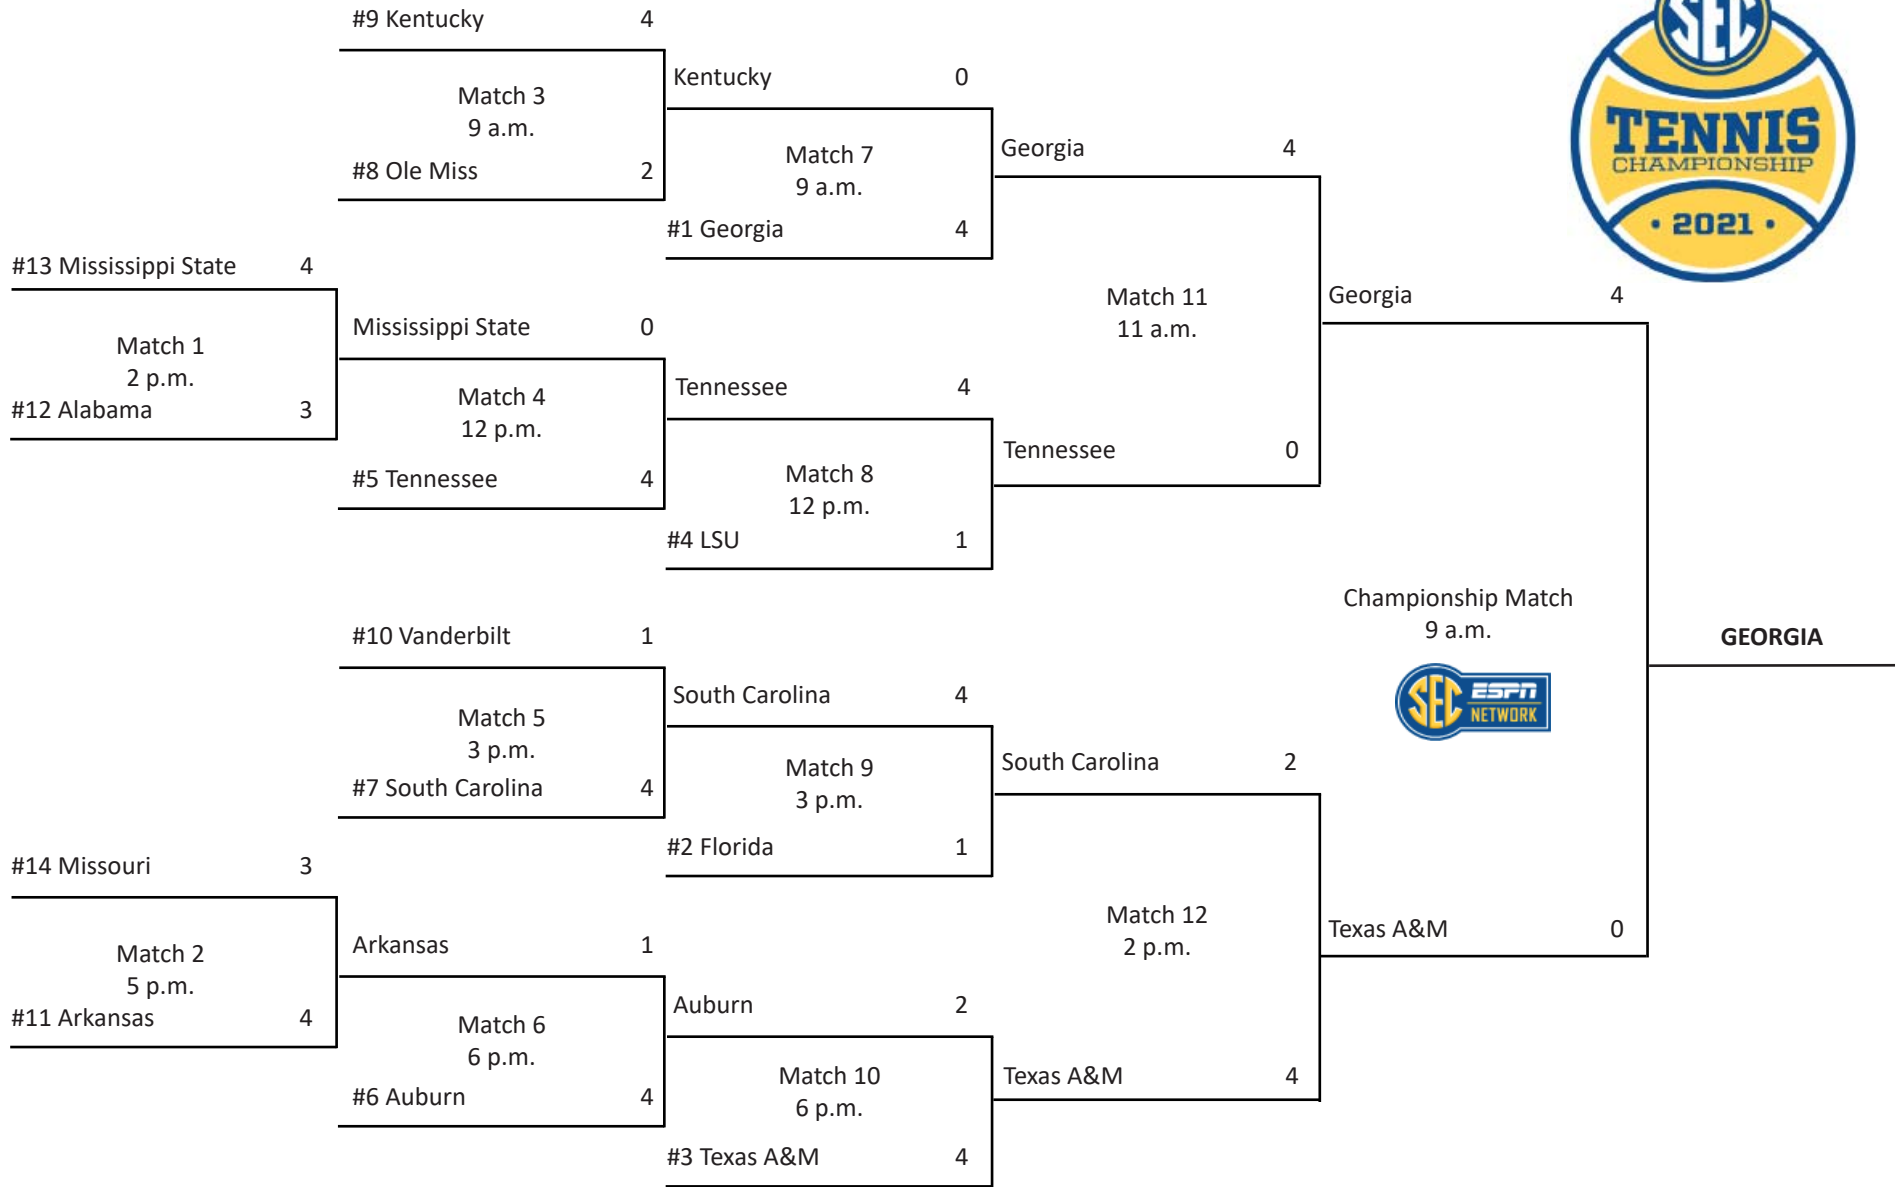 #9 Kentucky 4
Match 3
9 a.m.
#8 Ole Miss 2
Kentucky 0
Match 7
9 a.m.
#1 Georgia 4
#13 Mississippi State 4
Match 1
2 p.m.
#12 Alabama 3
Mississippi State 0
Match 4
12 p.m.
#5 Tennessee 4
Tennessee 4
Match 8
12 p.m.
#4 LSU 1
Georgia 4
Match 11
11 a.m.
Tennessee 0
#10 Vanderbilt 1
Match 5
3 p.m.
#7 South Carolina 4
South Carolina 4
Match 9
3 p.m.
#2 Florida 1
#14 Missouri 3
Match 2
5 p.m.
#11 Arkansas 4
Arkansas 1
Match 6
6 p.m.
#6 Auburn 4
Auburn 2
Match 10
6 p.m.
#3 Texas A&M 4
South Carolina 2
Match 12
2 p.m.
Texas A&M 4
Georgia 4
Championship Match
9 a.m.
SEC ESPN
NETWORK
Texas A&M 0
GEORGIA
SEC
TENNIS
CHAMPIONSHIP
• 2021 •